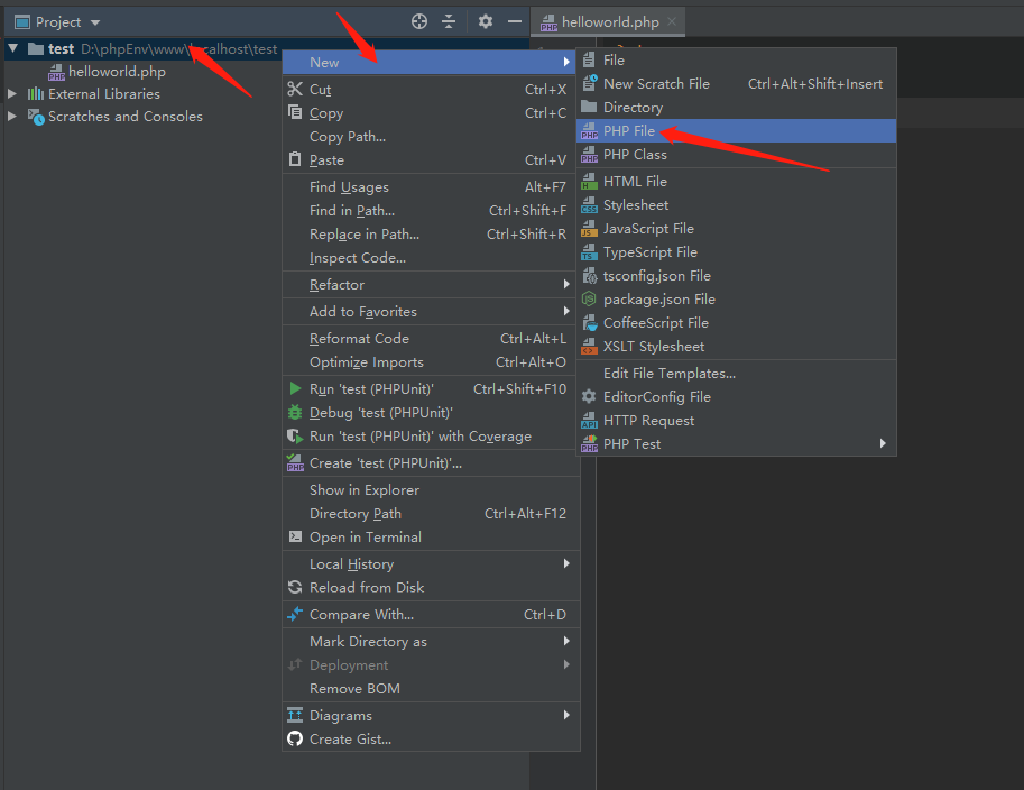 Project
helloworld.php
test D:\phpEnv\www\localhost\test
helloworld.php
External Libraries
Scratches and Consoles
New
Cut Ctrl+X
Copy Ctrl+C
Copy Path...
Paste Ctrl+V
Find Usages Alt+F7
Find in Path... Ctrl+Shift+F
Replace in Path... Ctrl+Shift+R
Inspect Code...
Refactor
Add to Favorites
Reformat Code Ctrl+Alt+L
Optimize Imports Ctrl+Alt+O
Run 'test (PHPUnit)' Ctrl+Shift+F10
Debug 'test (PHPUnit)'
Run 'test (PHPUnit)' with Coverage
Create 'test (PHPUnit)'...
Show in Explorer
Directory Path Ctrl+Alt+F12
Open in Terminal
Local History
Reload from Disk
Compare With... Ctrl+D
Mark Directory as
Deployment
Remove BOM
Diagrams
Create Gist...
File
New Scratch File Ctrl+Alt+Shift+Insert
Directory
PHP File
PHP Class
HTML File
Stylesheet
JavaScript File
TypeScript File
tsconfig.json File
package.json File
CoffeeScript File
XSLT Stylesheet
Edit File Templates...
EditorConfig File
HTTP Request
PHP Test